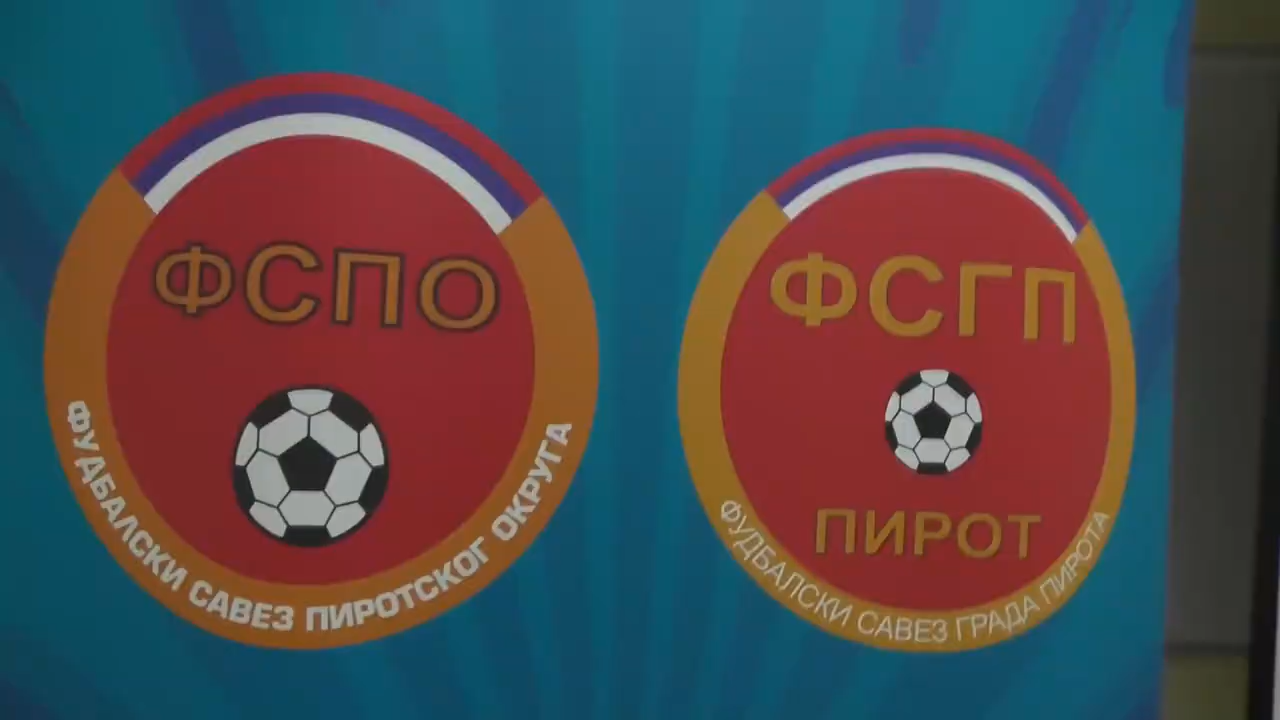 ФСПО
ФУДБАЛСКИ САВЕЗ ПИРОТСКОГ ОКРУГА
ФСГП
ПИРОТ
ФУДБАЛСКИ САВЕЗ ГРАДА ПИРОТА